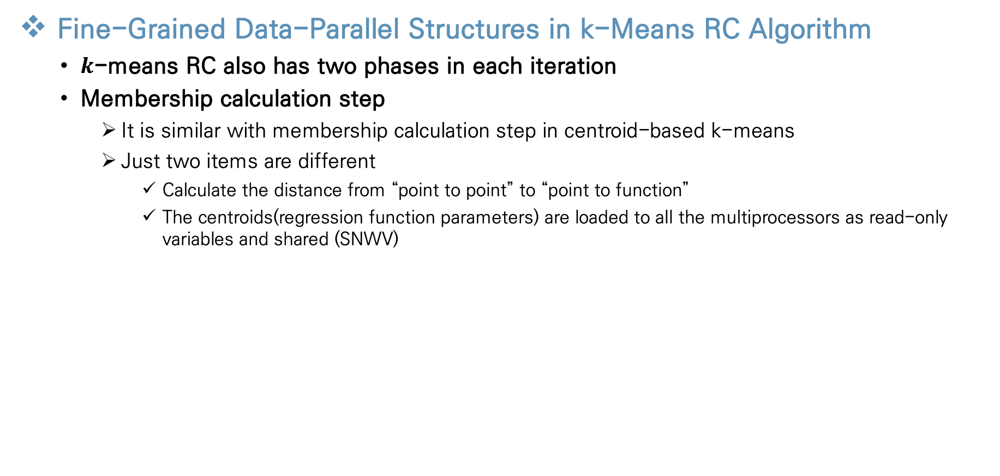 ❖ Fine-Grained Data-Parallel Structures in k-Means RC Algorithm
• k-means RC also has two phases in each iteration
• Membership calculation step
➢ It is similar with membership calculation step in centroid-based k-means
➢ Just two items are different
✓ Calculate the distance from “point to point” to “point to function”
✓ The centroids(regression function parameters) are loaded to all the multiprocessors as read-only
variables and shared (SNWV)